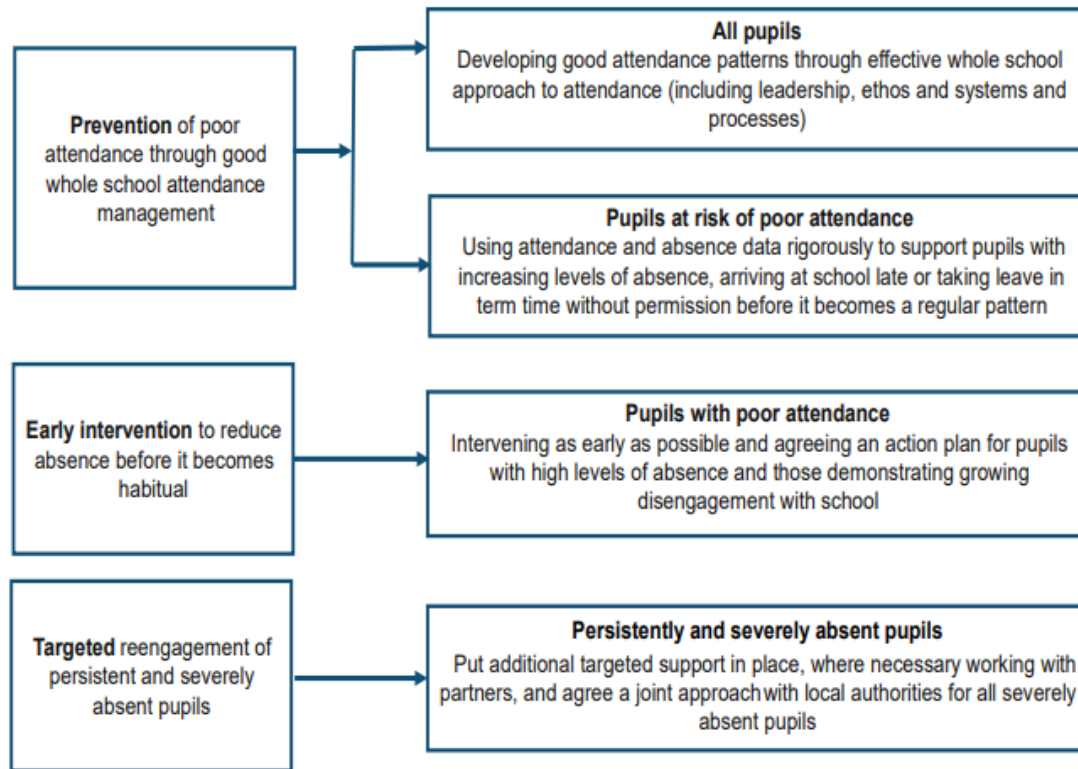 Prevention of poor
attendance through good
whole school attendance
management
All pupils
Developing good attendance patterns through effective whole school
approach to attendance (including leadership, ethos and systems and
processes)
Pupils at risk of poor attendance
Using attendance and absence data rigorously to support pupils with
increasing levels of absence, arriving at school late or taking leave in
term time without permission before it becomes a regular pattern
Early intervention to reduce
absence before it becomes
habitual
Pupils with poor attendance
Intervening as early as possible and agreeing an action plan for pupils
with high levels of absence and those demonstrating growing
disengagement with school
Targeted reengagement of
persistent and severely
absent pupils
Persistently and severely absent pupils
Put additional targeted support in place, where necessary working with
partners, and agree a joint approach with local authorities for all severely
absent pupils